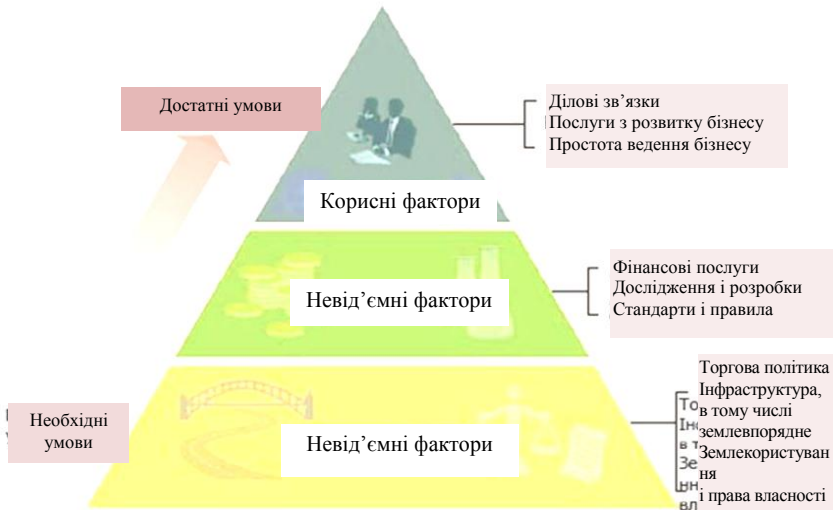 Достатні умови
Ділові зв’язки
Послуги з розвитку бізнесу
Простота ведення бізнесу
Корисні фактори
Фінансові послуги
Дослідження і розробки
Стандарти і правила
Невід’ємні фактори
Торгова політика
Інфраструктура,
в тому числі
землевпорядне
Землекористуван
ня
і права власності
Необхідні
умови
Невід’ємні фактори